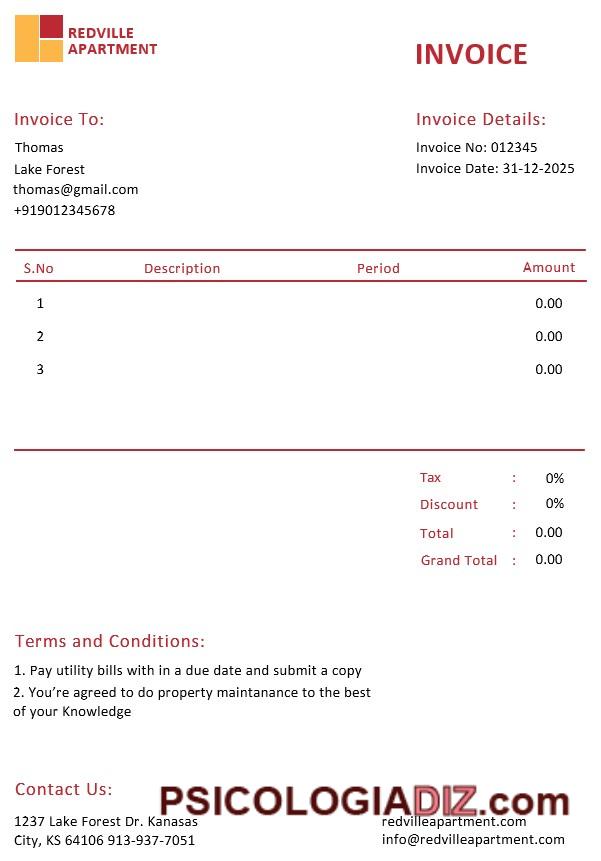 REDVILLE
APARTMENT
INVOICE
Invoice To:
Thomas
Lake Forest
thomas@gmail.com
+919012345678
Invoice Details:
Invoice No: 012345
Invoice Date: 31-12-2025
S.No Description Period Amount
1 0.00
2 0.00
3 0.00
Tax : 0%
Discount : 0%
Total : 0.00
Grand Total : 0.00
Terms and Conditions:
1. Pay utility bills with in a due date and submit a copy
2. You’re agreed to do property maintanance to the best
of your Knowledge
Contact Us:
PSICOLOGIADIZ.com
1237 Lake Forest Dr. Kanasas
City, KS 64106 913-937-7051
redvilleapartment.com
info@redvilleapartment.com